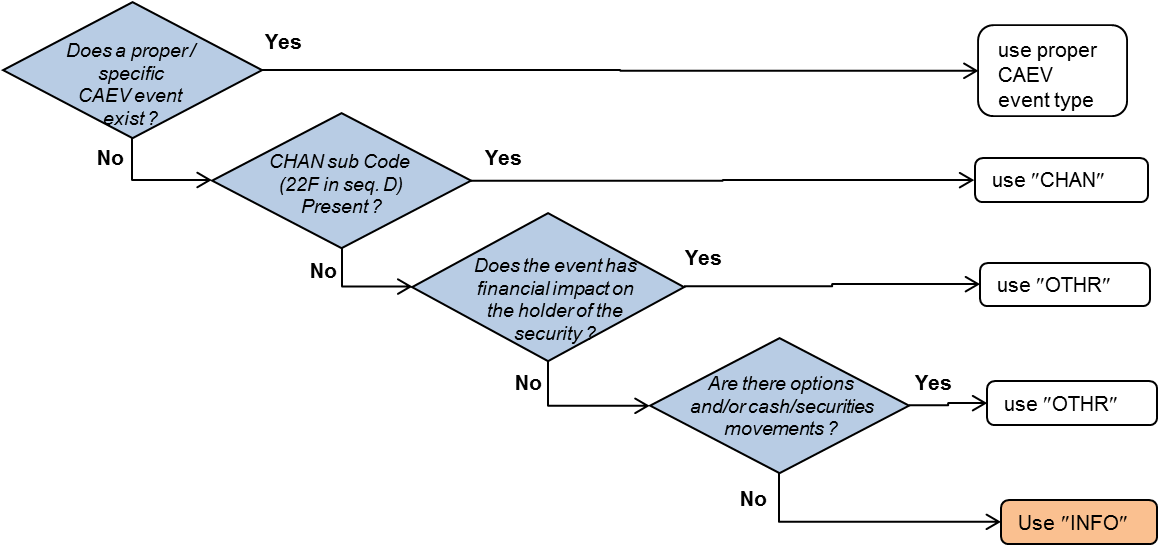 Does a proper /
specific
CAEV event
exist ?
Yes
use proper
CAEV
event type
No
CHAN sub Code
(22F in seq. D)
Present ?
Yes
use "CHAN"
No
Does the event has
financial impact on
the holder of the
security ?
Yes
use "OTHR"
No
Are there options
and/or cash/securities
movements ?
Yes
use "OTHR"
No
Use "INFO"